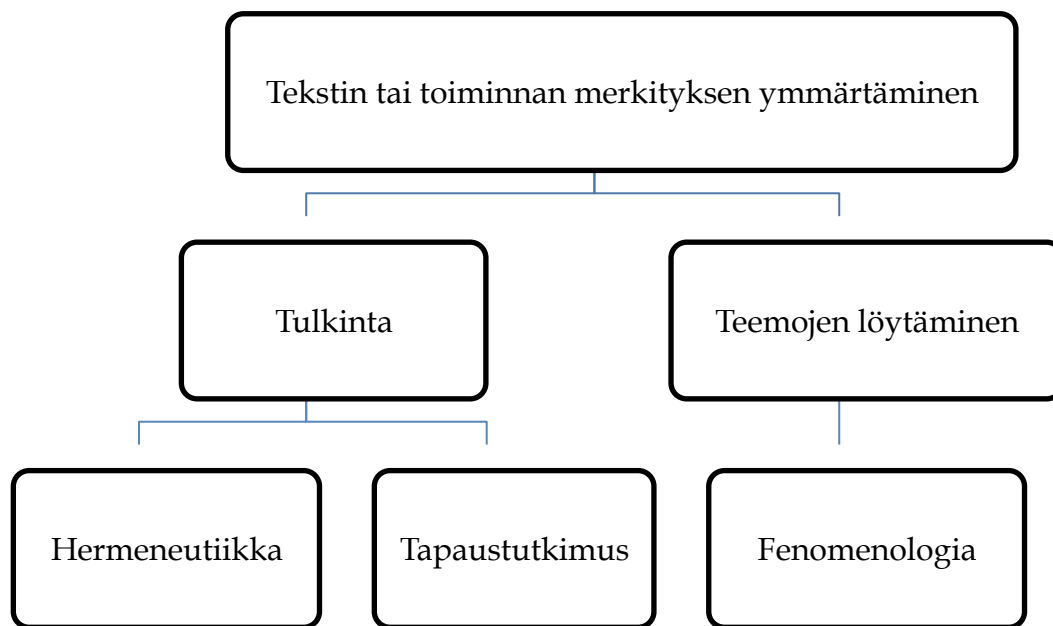 Tekstin tai toiminnan merkityksen ymmärtäminen
Tulkinta
Teemojen löytäminen
Hermeneutiikka
Tapaustutkimus
Fenomenologia